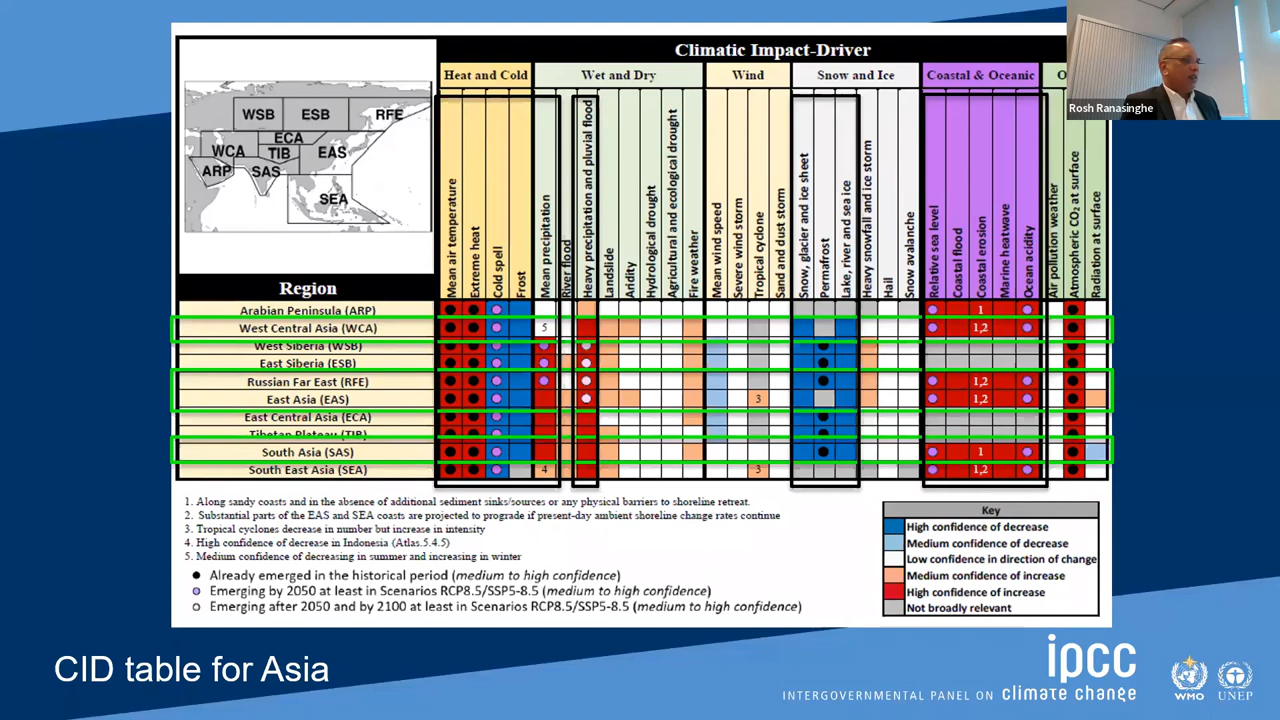 Climatic Impact-Driver
Heat and Cold
Wet and Dry
Wind
Snow and Ice
Coastal & Oceanic
O
Rosh Ranasinghe
WSB
ESB
RFE
ECA
WCA
TIB
EAS
ARP
SAS
SEA
Mean air temperature
Extreme heat
Cold spell
Frost
Mean precipitation
River flood
Heavy precipitation and pluvial flood
Landslide
Aridity
Hydrological drought
Agricultural and ecological drought
Fire weather
Mean wind speed
Severe wind storm
Tropical cyclone
Sand and dust storm
Snow, glacier and ice sheet
Permafrost
Lake, river and sea ice
Heavy snowfall and ice storm
Hail
Snow avalanche
Relative sea level
Coastal flood
Coastal erosion
Marine heatwave
Ocean acidity
Air pollution weather
Atmospheric CO2 at surface
Radiation at surface
Region
Arabian Peninsula (ARP) 1
West Central Asia (WCA) 5 1,2
West Siberia (WSB)
East Siberia (ESB)
Russian Far East (RFE) 1,2
East Asia (EAS) 3 1,2
East Central Asia (ECA)
Tibetan Plateau (TIB)
South Asia (SAS) 1
South East Asia (SEA) 4 3 1,2
1. Along sandy coasts and in the absence of additional sediment sinks/sources or any physical barriers to shoreline retreat.
2. Substantial parts of the EAS and SEA coasts are projected to prograde if present-day ambient shoreline change rates continue
3. Tropical cyclones decrease in number but increase in intensity
4. High confidence of decrease in Indonesia (Atlas.5.4.5)
5. Medium confidence of decreasing in summer and increasing in winter
Already emerged in the historical period (medium to high confidence)
Emerging by 2050 at least in Scenarios RCP8.5/SSP5-8.5 (medium to high confidence)
Emerging after 2050 and by 2100 at least in Scenarios RCP8.5/SSP5-8.5 (medium to high confidence)
Key
High confidence of decrease
Medium confidence of decrease
Low confidence in direction of change
Medium confidence of increase
High confidence of increase
Not broadly relevant
CID table for Asia
ipcc
INTERGOVERNMENTAL PANEL ON climate change
WMO
UNEP